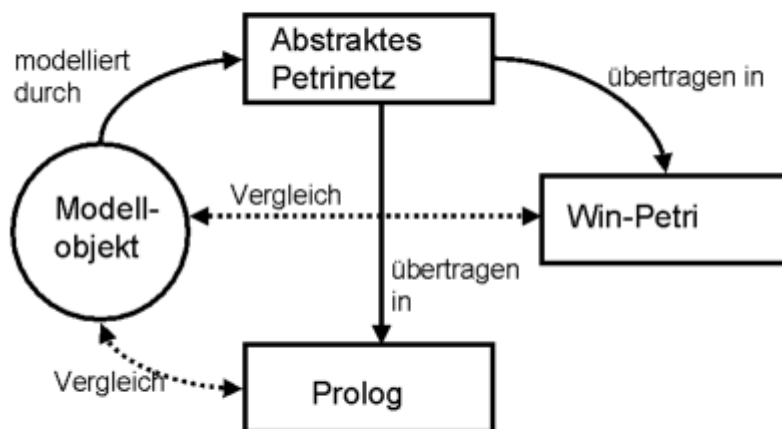 Abstraktes
Petrinetz
modelliert
durch
übertragen in
Vergleich
Modell-
objekt
Win-Petri
übertragen
in
Vergleich
Prolog